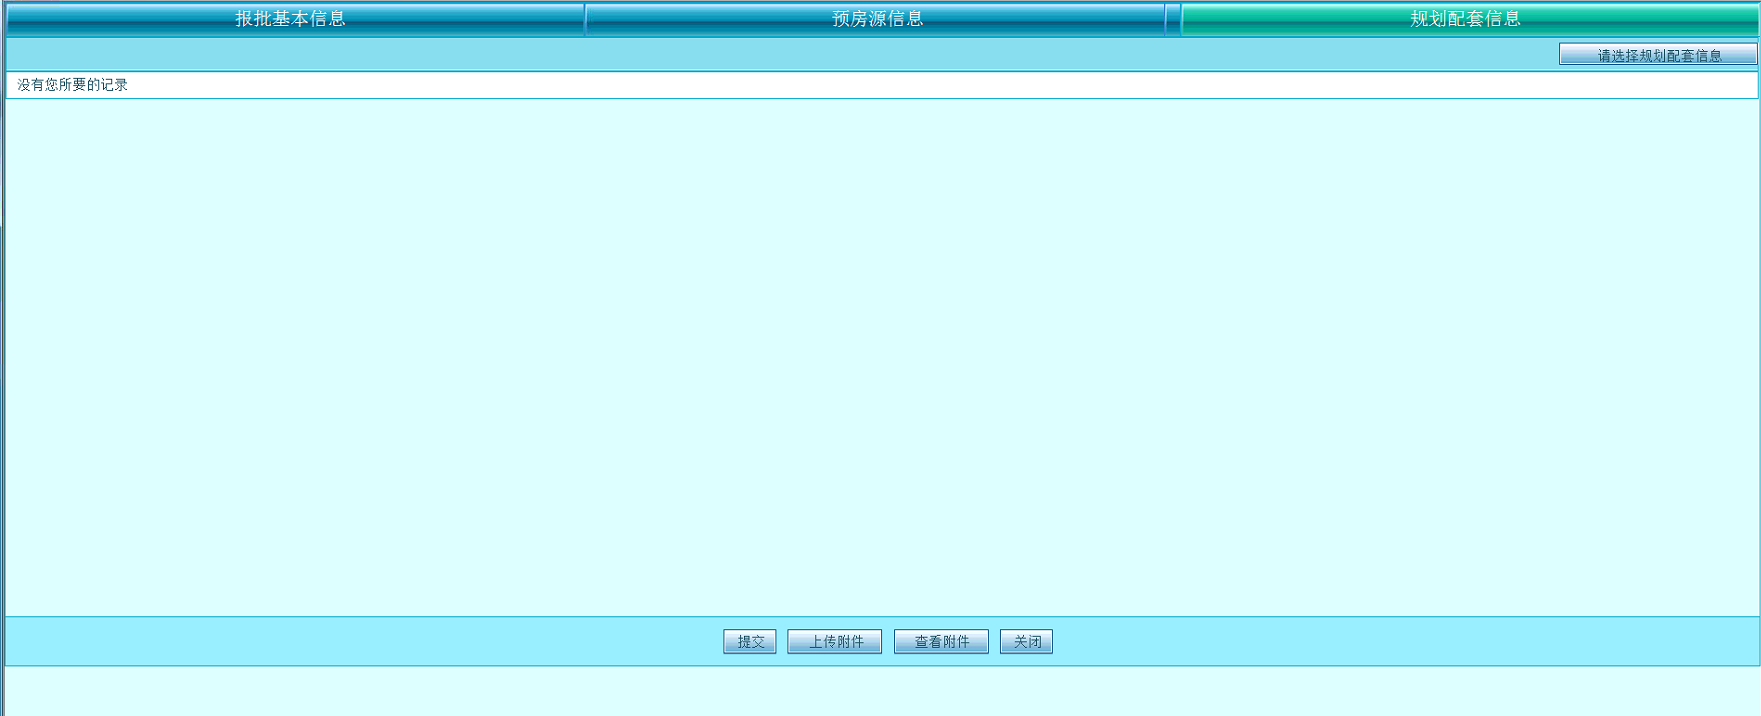 报批基本信息 预房源信息 规划配套信息
请选择规划配套信息
没有您所要的记录
提交 上传附件 查看附件 关闭